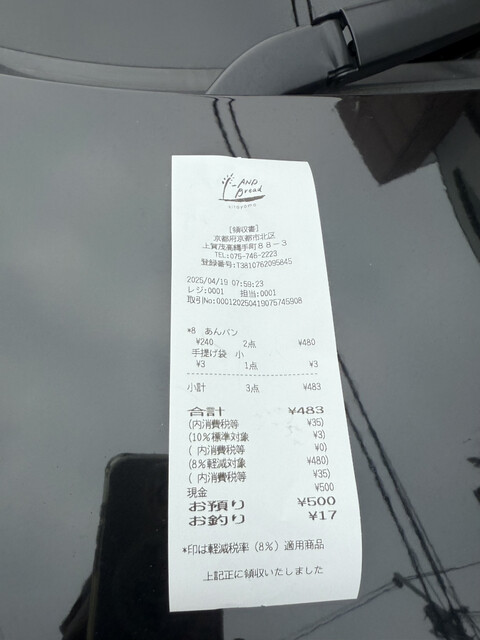 AND
Bread
[領収書]
京都府京都市北区
上賀茂高縄手町88-3
TEL:075-746-2223
登録番号:T3810762095845
2025/04/19 07:59:23
レジ:0001 担当:0001
取引No:000120250419075745908
*8 あんパン
¥240 2点 ¥480
手提げ袋 小
¥3 1点 ¥3
小計 3点 ¥483
合計 ¥483
(内消費税等 ¥35)
(10%標準対象 ¥3)
( 内消費税等 ¥0)
(8%軽減対象 ¥480)
( 内消費税等 ¥35)
現金 ¥500
お預り ¥500
お釣り ¥17
*印は軽減税率(8%)適用商品
上記正に領収いたしました